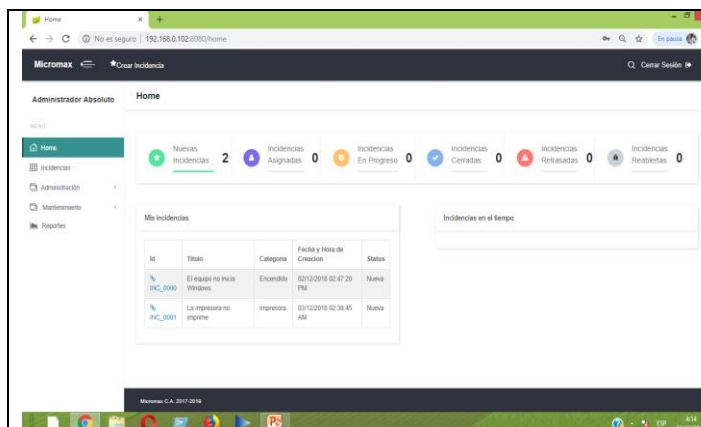 Home
No es seguro | 192.168.0.102:8080/home
En pausa
Micromax
Crear Incidencia
Cerrar Sesión
Administrador Absoluto
Home
MENÚ
Home
Incidencias
Administración
Mantenimiento
Reportes
Nuevas
Incidencias 2
Incidencias
Asignadas 0
Incidencias
En Progreso 0
Incidencias
Cerradas 0
Incidencias
Retrasadas 0
Incidencias
Reabiertas 0
Mis incidencias
Incidencias en el tiempo
Id Titulo Categoria Fecha y Hora de Creacion Status
INC_0000 El equipo no inicia Windows Encendido 02/12/2018 02:47:20 PM Nueva
INC_0001 La impresora no imprime Impresora 03/12/2018 02:38:45 AM Nueva
Micromax C.A. 2017-2019
ESP
4:14